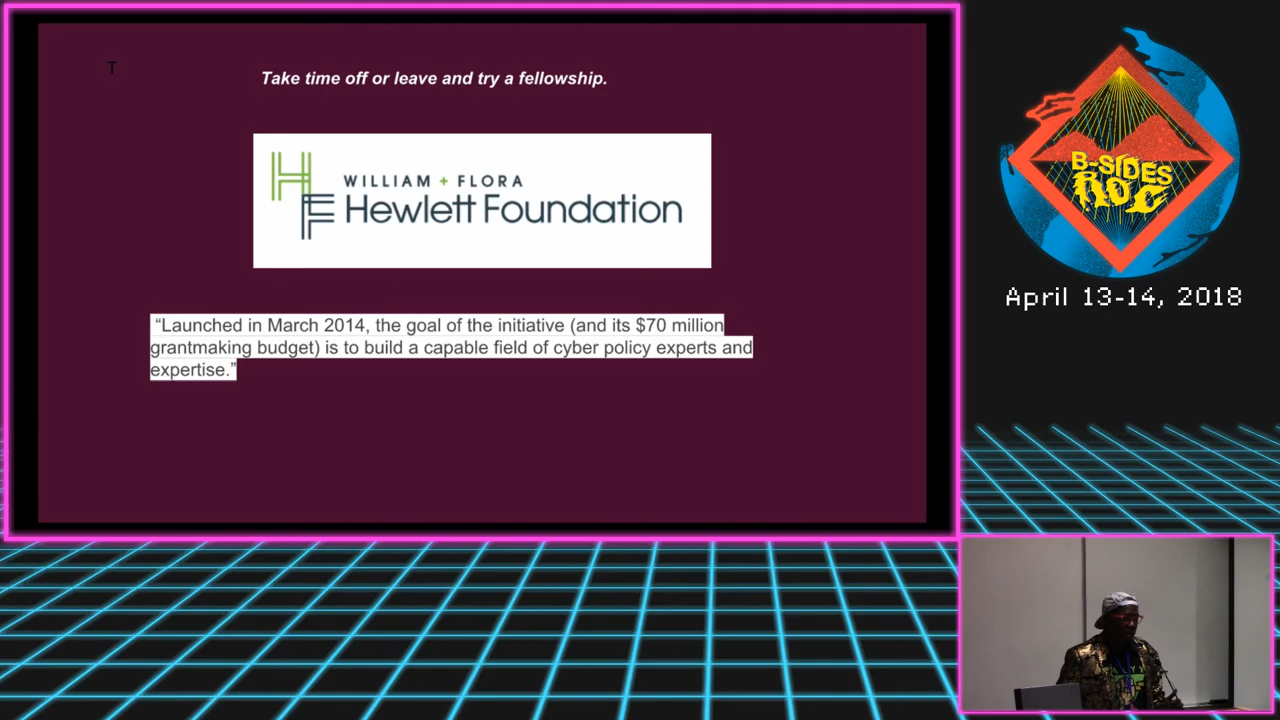 T
Take time off or leave and try a fellowship.
WILLIAM + FLORA
Hewlett Foundation
“Launched in March 2014, the goal of the initiative (and its $70 million
grantmaking budget) is to build a capable field of cyber policy experts and
expertise.”
B-SIDES
ROC
April 13-14, 2018